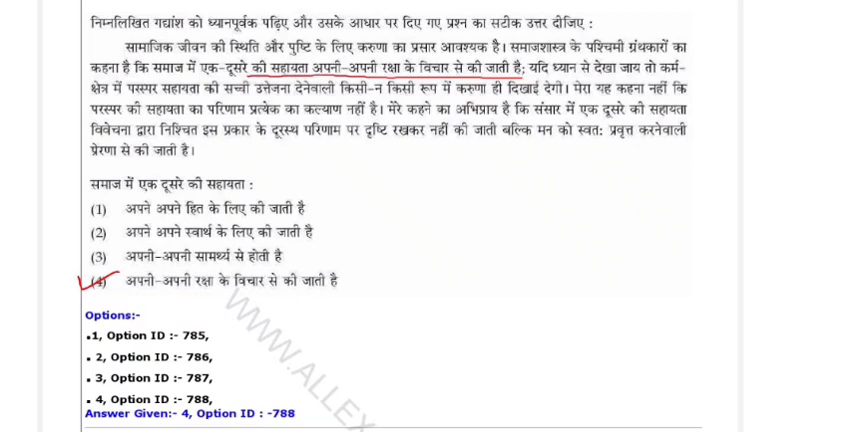 निम्नलिखित गद्यांश को ध्यानपूर्वक पढ़िए और उसके आधार पर दिए गए प्रश्न का सटीक उत्तर दीजिए :
सामाजिक जीवन की स्थिति और पुष्टि के लिए करुणा का प्रसार आवश्यक है। समाजशास्त्र के पश्चिमी ग्रंथकारों का
कहना है कि समाज में एक-दूसरे की सहायता अपनी-अपनी रक्षा के विचार से की जाती है; यदि ध्यान से देखा जाय तो कर्म-
क्षेत्र में परस्पर सहायता की सच्ची उत्तेजना देनेवाली किसी-न किसी रूप में करुणा ही दिखाई देगी। मेरा यह कहना नहीं कि
परस्पर की सहायता का परिणाम प्रत्येक का कल्याण नहीं है। मेरे कहने का अभिप्राय है कि संसार में एक दूसरे की सहायता
विवेचना द्वारा निश्चित इस प्रकार के दूरस्थ परिणाम पर दृष्टि रखकर नहीं की जाती बल्कि मन को स्वत: प्रवृत्त करनेवाली
प्रेरणा से की जाती है।
समाज में एक दूसरे की सहायता :
(1) अपने अपने हित के लिए की जाती है
(2) अपने अपने स्वार्थ के लिए की जाती है
(3) अपनी-अपनी सामर्थ्य से होती है
(4) अपनी-अपनी रक्षा के विचार से की जाती है
Options:-
.1, Option ID :- 785,
. 2, Option ID :- 786,
. 3, Option ID :- 787,
. 4, Option ID :- 788,
Answer Given:- 4, Option ID : -788
WWW.ALLEX